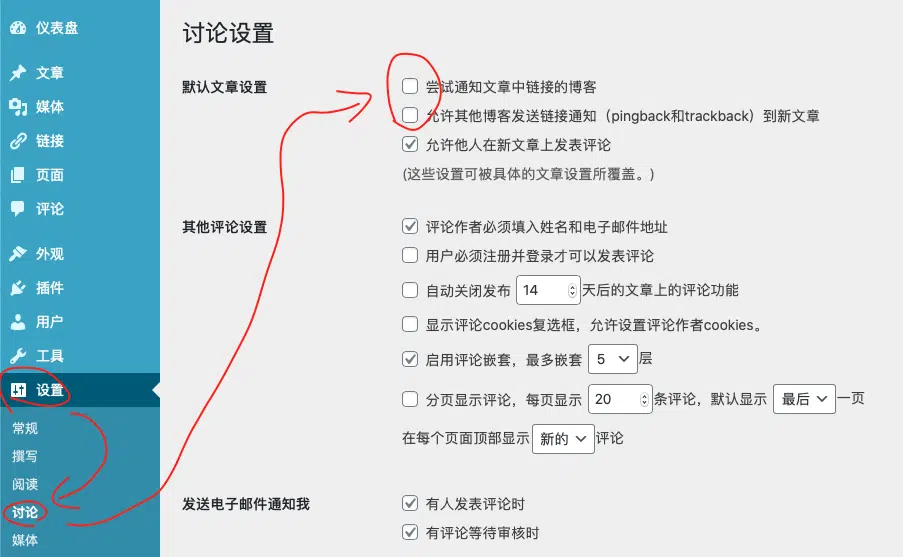 仪表盘
文章
媒体
链接
页面
评论
外观
插件
用户
工具
设置
常规
撰写
阅读
讨论
媒体
讨论设置
默认文章设置
尝试通知文章中链接的博客
允许其他博客发送链接通知（pingback和trackback）到新文章
允许他人在新文章上发表评论
(这些设置可被具体的文章设置所覆盖。)
其他评论设置
评论作者必须填入姓名和电子邮件地址
用户必须注册并登录才可以发表评论
自动关闭发布 14 天后的文章上的评论功能
显示评论cookies复选框，允许设置评论作者cookies。
启用评论嵌套，最多嵌套 5 层
分页显示评论，每页显示 20 条评论，默认显示 最后 一页
在每个页面顶部显示 新的 评论
发送电子邮件通知我
有人发表评论时
有评论等待审核时